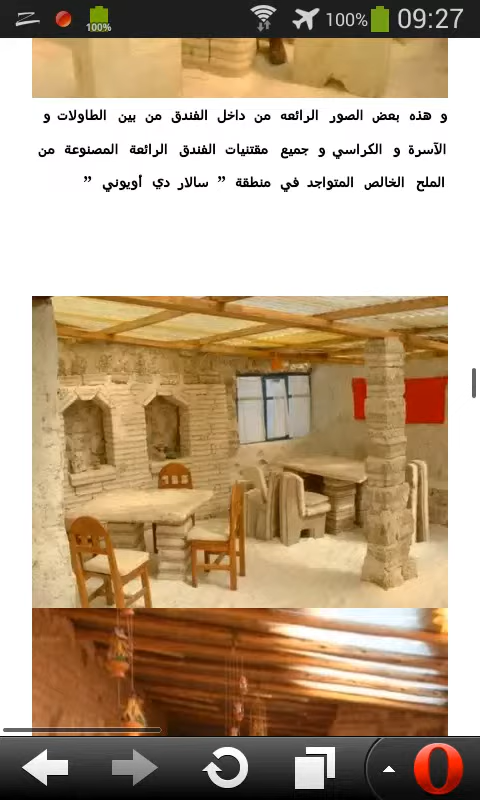 100%
100%
09:27
و هذه بعض الصور الرائعه من داخل الفندق من بين الطاولات و
الآسرة و الكراسي و جميع مقتنيات الفندق الرائعة المصنوعة من
الملح الخالص المتواجد في منطقة " سالار دي أويوني "